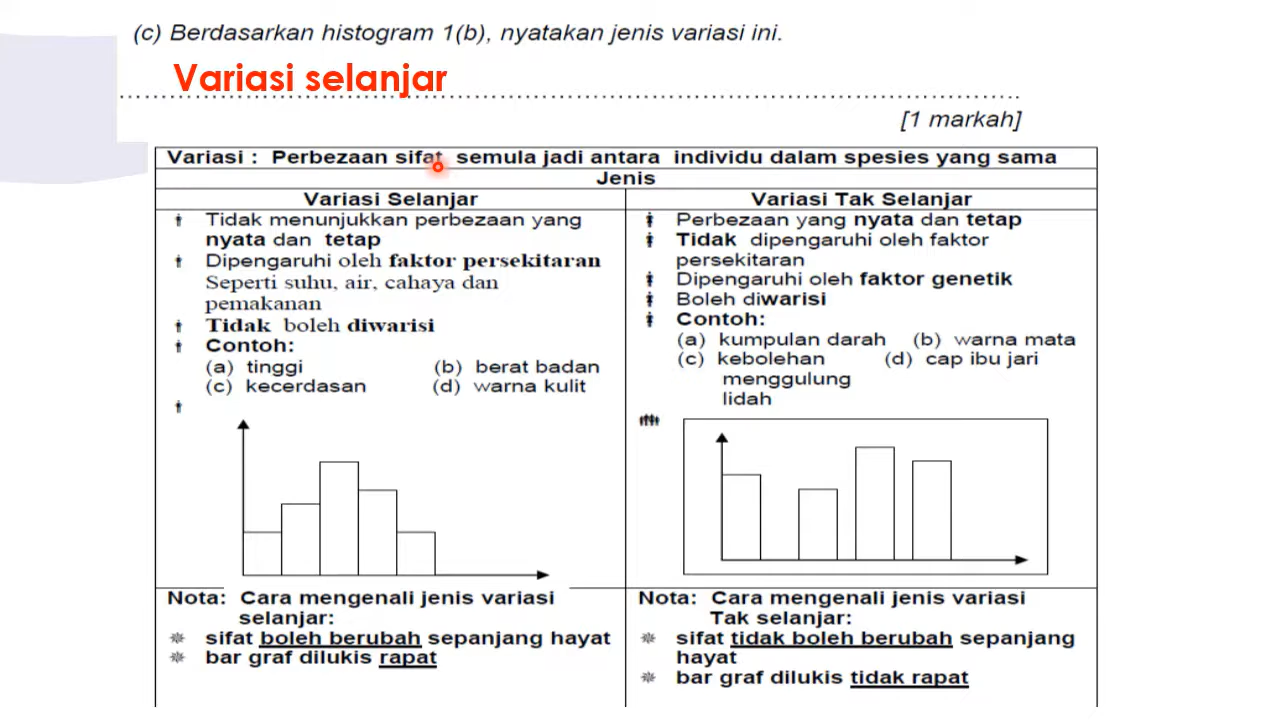 (c) Berdasarkan histogram 1(b), nyatakan jenis variasi ini.
Variasi selanjar
[1 markah]
Variasi : Perbezaan sifat semula jadi antara individu dalam spesies yang sama
Jenis
Variasi Selanjar
Tidak menunjukkan perbezaan yang
nyata dan tetap
Dipengaruhi oleh faktor persekitaran
Seperti suhu, air, cahaya dan
pemakanan
Tidak boleh diwarisi
Contoh:
(a) tinggi (b) berat badan
(c) kecerdasan (d) warna kulit
Nota: Cara mengenali jenis variasi
selanjar:
sifat boleh berubah sepanjang hayat
bar graf dilukis rapat
Variasi Tak Selanjar
Perbezaan yang nyata dan tetap
Tidak dipengaruhi oleh faktor
persekitaran
Dipengaruhi oleh faktor genetik
Boleh diwarisi
Contoh:
(a) kumpulan darah (b) warna mata
(c) kebolehan (d) cap ibu jari
menggulung
lidah
Nota: Cara mengenali jenis variasi
Tak selanjar:
sifat tidak boleh berubah sepanjang
hayat
bar graf dilukis tidak rapat